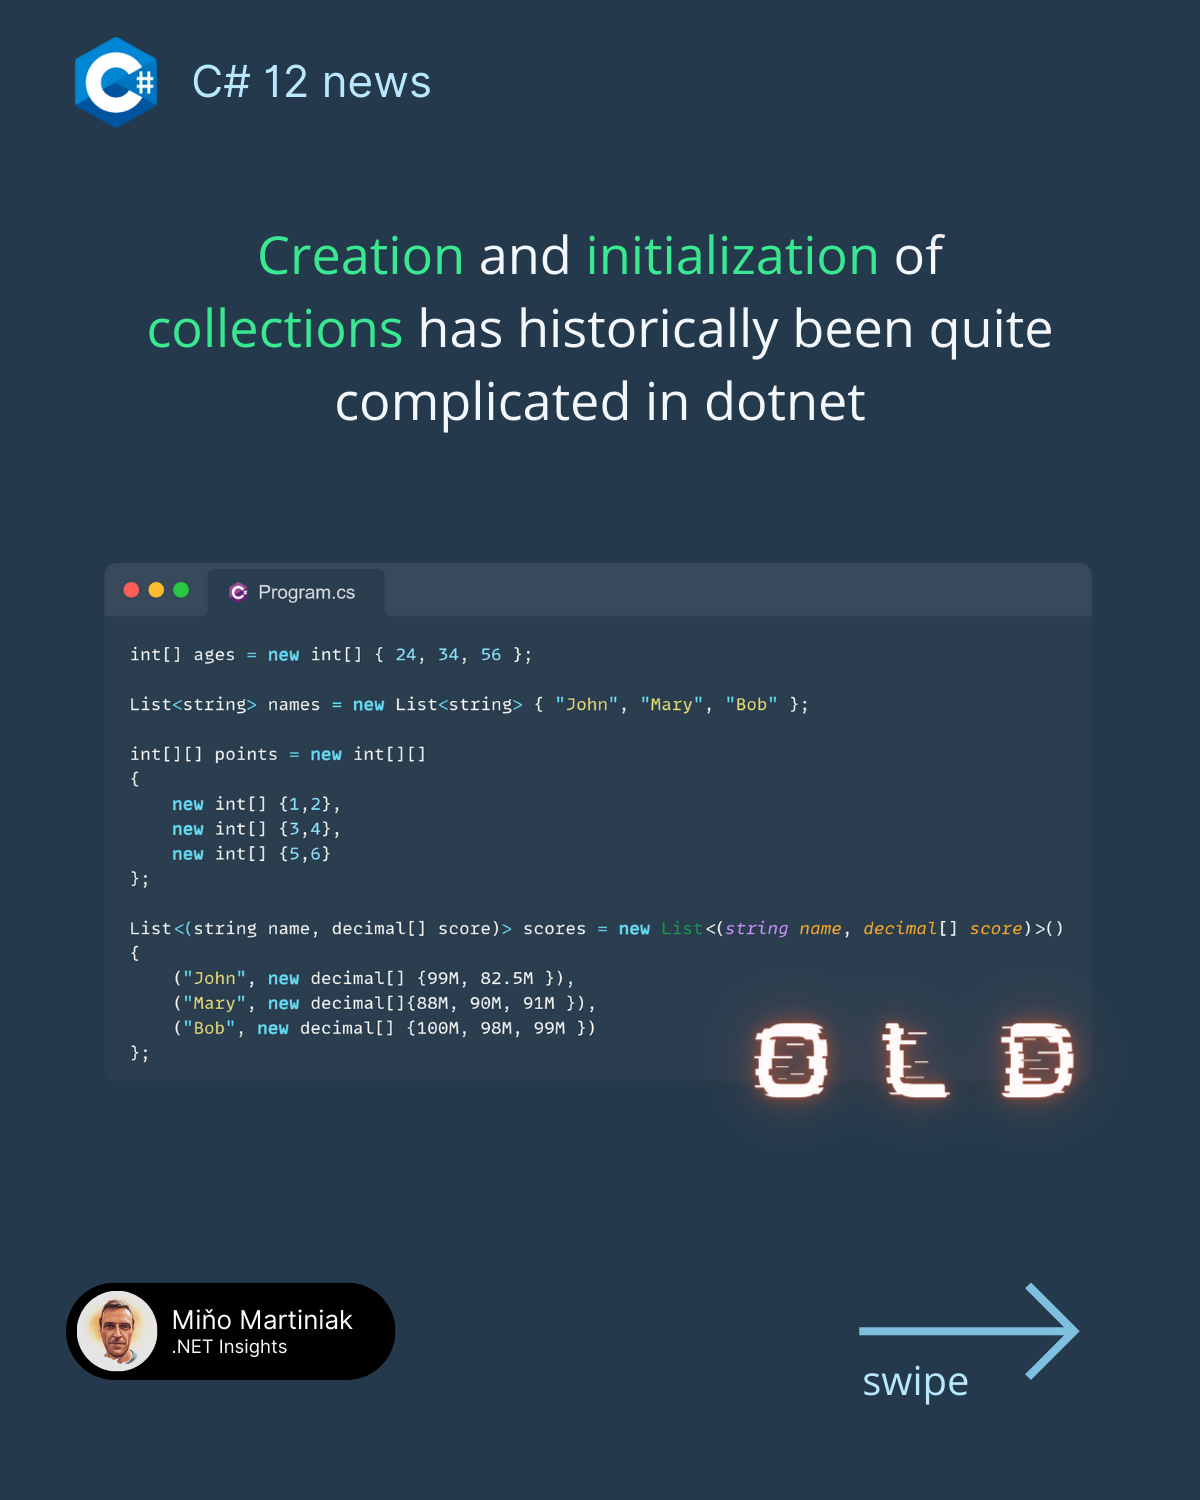 C# 12 news
Creation and initialization of
collections has historically been quite
complicated in dotnet
Program.cs
int[] ages = new int[] { 24, 34, 56 };
List<string> names = new List<string> { "John", "Mary", "Bob" };
int[][] points = new int[][]
{
    new int[] {1,2},
    new int[] {3,4},
    new int[] {5,6}
};
List<(string name, decimal[] score)> scores = new List<(string name, decimal[] score)>()
{
    ("John", new decimal[] {99M, 82.5M }),
    ("Mary", new decimal[]{88M, 90M, 91M }),
    ("Bob", new decimal[] {100M, 98M, 99M })
};
OLD
Miňo Martiniak
.NET Insights
swipe